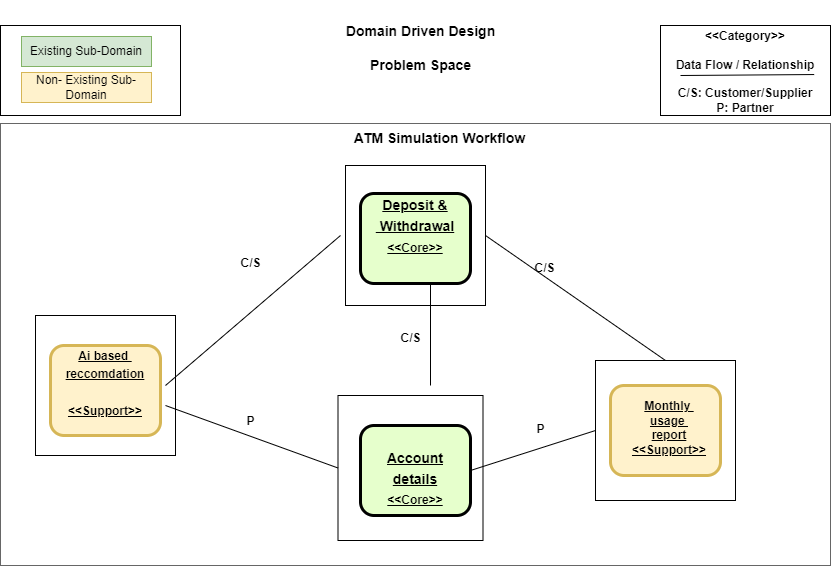 Existing Sub-Domain
Non- Existing Sub-
Domain
Domain Driven Design
Problem Space
<<Category>>
Data Flow / Relationship
C/S: Customer/Supplier
P: Partner
ATM Simulation Workflow
Deposit &
Withdrawal
<<Core>>
C/S
C/S
C/S
Ai based
reccomdation
<<Support>>
P
Account
details
<<Core>>
P
Monthly
usage
report
<<Support>>